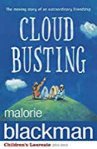 The moving story of an extraordinary friendship
CLOUD
BUSTING
malorie
blackman
Children's Laureate